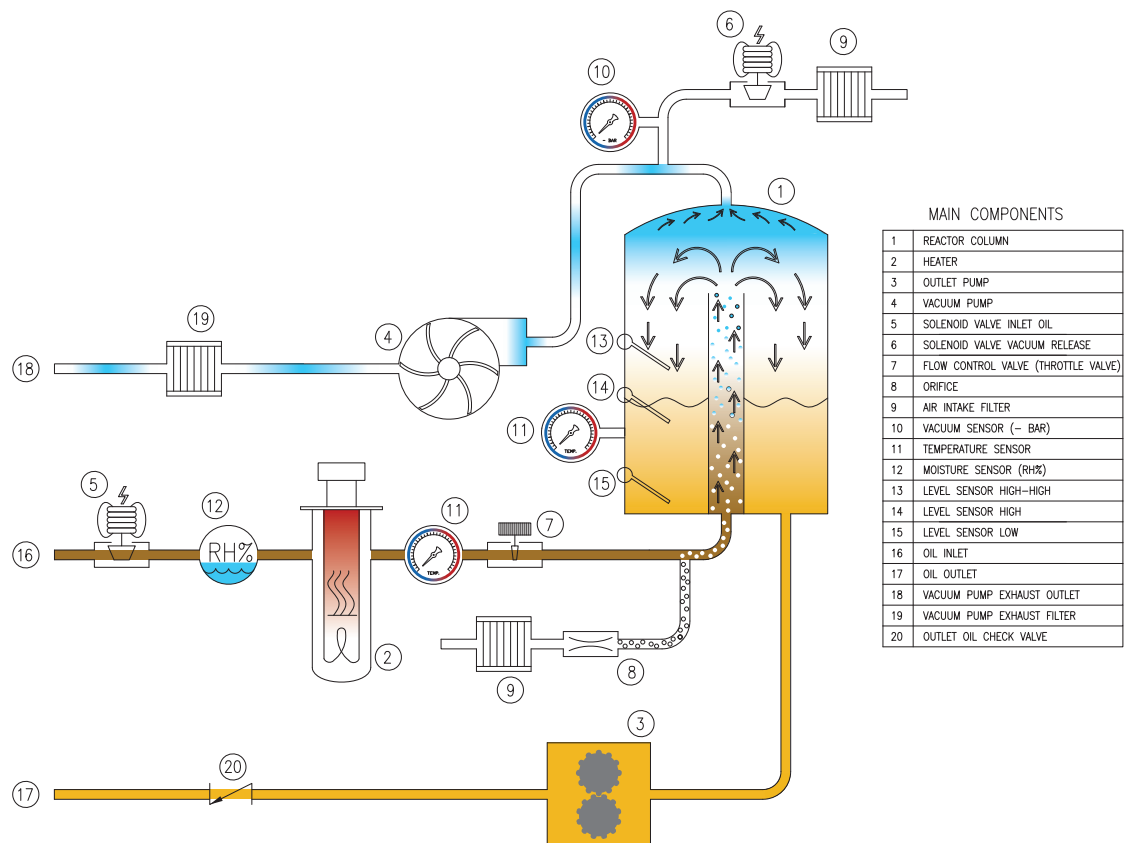 6
9
10
- BAR
1
19
4
13
18
14
11
TEMP.
15
5
12
11
7
16
RH%
TEMP.
2
9
8
3
20
17
MAIN COMPONENTS
1 REACTOR COLUMN
2 HEATER
3 OUTLET PUMP
4 VACUUM PUMP
5 SOLENOID VALVE INLET OIL
6 SOLENOID VALVE VACUUM RELEASE
7 FLOW CONTROL VALVE (THROTTLE VALVE)
8 ORIFICE
9 AIR INTAKE FILTER
10 VACUUM SENSOR (- BAR)
11 TEMPERATURE SENSOR
12 MOISTURE SENSOR (RH%)
13 LEVEL SENSOR HIGH-HIGH
14 LEVEL SENSOR HIGH
15 LEVEL SENSOR LOW
16 OIL INLET
17 OIL OUTLET
18 VACUUM PUMP EXHAUST OUTLET
19 VACUUM PUMP EXHAUST FILTER
20 OUTLET OIL CHECK VALVE